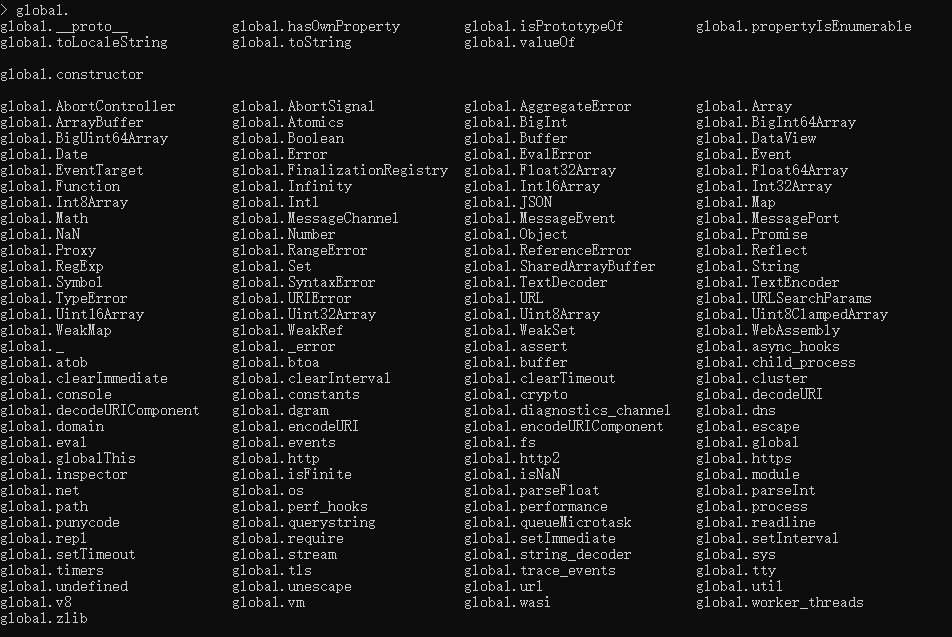 > global.
global.__proto__ global.hasOwnProperty global.isPrototypeOf global.propertyIsEnumerable
global.toLocaleString global.toString global.valueOf
global.constructor
global.AbortController global.AbortSignal global.AggregateError global.Array
global.ArrayBuffer global.Atomics global.BigInt global.BigInt64Array
global.BigUint64Array global.Boolean global.Buffer global.DataView
global.Date global.Error global.EvalError global.Event
global.EventTarget global.FinalizationRegistry global.Float32Array global.Float64Array
global.Function global.Infinity global.Int16Array global.Int32Array
global.Int8Array global.Intl global.JSON global.Map
global.Math global.MessageChannel global.MessageEvent global.MessagePort
global.NaN global.Number global.Object global.Promise
global.Proxy global.RangeError global.ReferenceError global.Reflect
global.RegExp global.Set global.SharedArrayBuffer global.String
global.Symbol global.SyntaxError global.TextDecoder global.TextEncoder
global.TypeError global.URIError global.URL global.URLSearchParams
global.Uint16Array global.Uint32Array global.Uint8Array global.Uint8ClampedArray
global.WeakMap global.WeakRef global.WeakSet global.WebAssembly
global._ global._error global.assert global.async_hooks
global.atob global.btoa global.buffer global.child_process
global.clearImmediate global.clearInterval global.clearTimeout global.cluster
global.console global.constants global.crypto global.decodeURI
global.decodeURIComponent global.dgram global.diagnostics_channel global.dns
global.domain global.encodeURI global.encodeURIComponent global.escape
global.eval global.events global.fs global.global
global.globalThis global.http global.http2 global.https
global.inspector global.isFinite global.isNaN global.module
global.net global.os global.parseFloat global.parseInt
global.path global.perf_hooks global.performance global.process
global.punycode global.querystring global.queueMicrotask global.readline
global.repl global.require global.setImmediate global.setInterval
global.setTimeout global.stream global.string_decoder global.sys
global.timers global.tls global.trace_events global.tty
global.undefined global.unescape global.url global.util
global.v8 global.vm global.wasi global.worker_threads
global.zlib